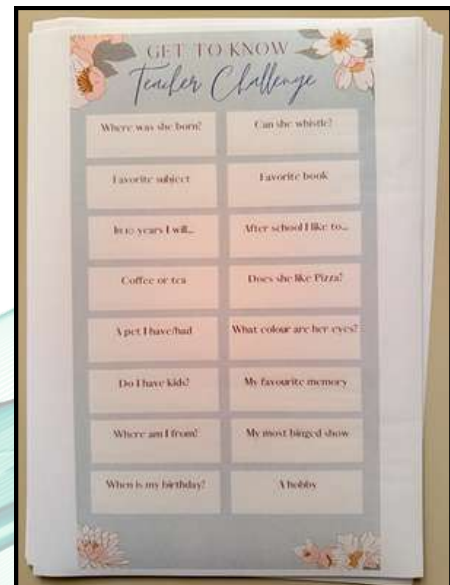 GET TO KNOW
Teacher Challenge
Where was she born?
Can she whistle?
Favorite subject
Favorite book
In 10 years I will...
After school I like to...
Coffee or tea
Does she like Pizza?
A pet I have/had
What colour are her eyes?
Do I have kids?
My favourite memory
Where am I from?
My most binged show
When is my birthday?
A hobby